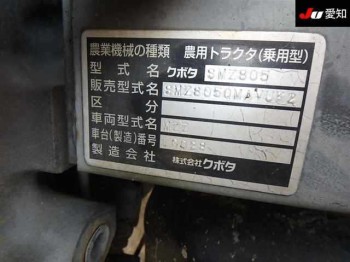 JU 愛知
農業機械の種類 農用トラクタ(乗用型)
型式名 クボタ SMZ805
販売型式名
区分
車両型式名
車台(製造)番号
製造会社 株式会社クボタ